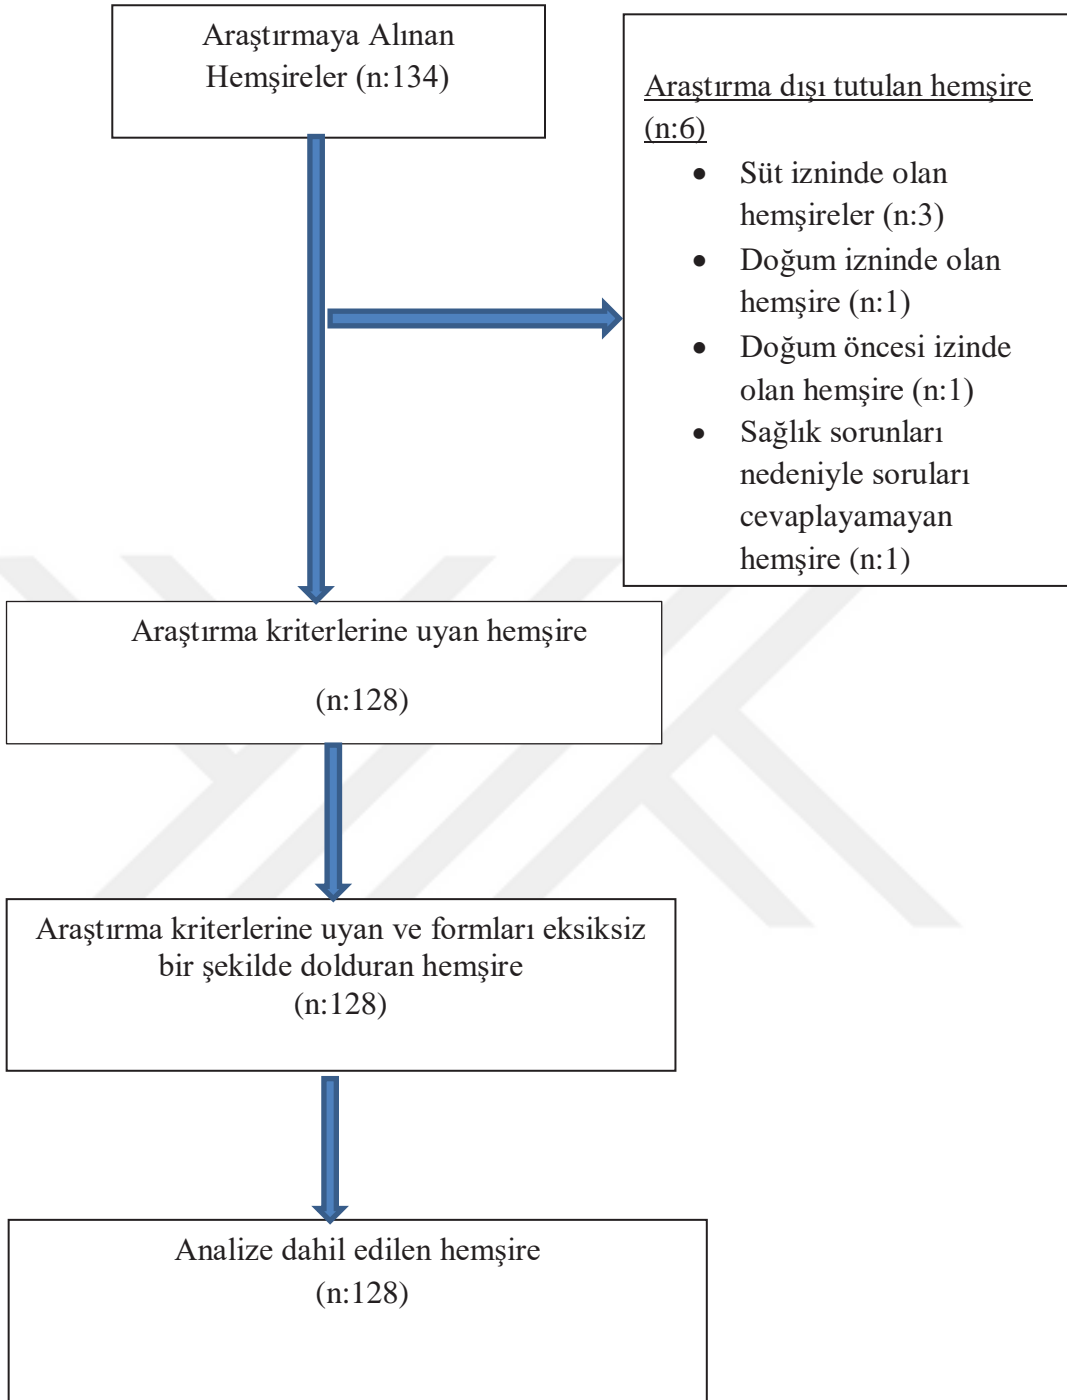 Araştırmaya Alınan
Hemşireler (n:134)
Araştırma dışı tutulan hemşire
(n:6)
• Süt izninde olan
hemşireler (n:3)
• Doğum izninde olan
hemşire (n:1)
• Doğum öncesi izinde
olan hemşire (n:1)
• Sağlık sorunları
nedeniyle soruları
cevaplayamayan
hemşire (n:1)
Araştırma kriterlerine uyan hemşire
(n:128)
Araştırma kriterlerine uyan ve formları eksiksiz
bir şekilde dolduran hemşire
(n:128)
Analize dahil edilen hemşire
(n:128)